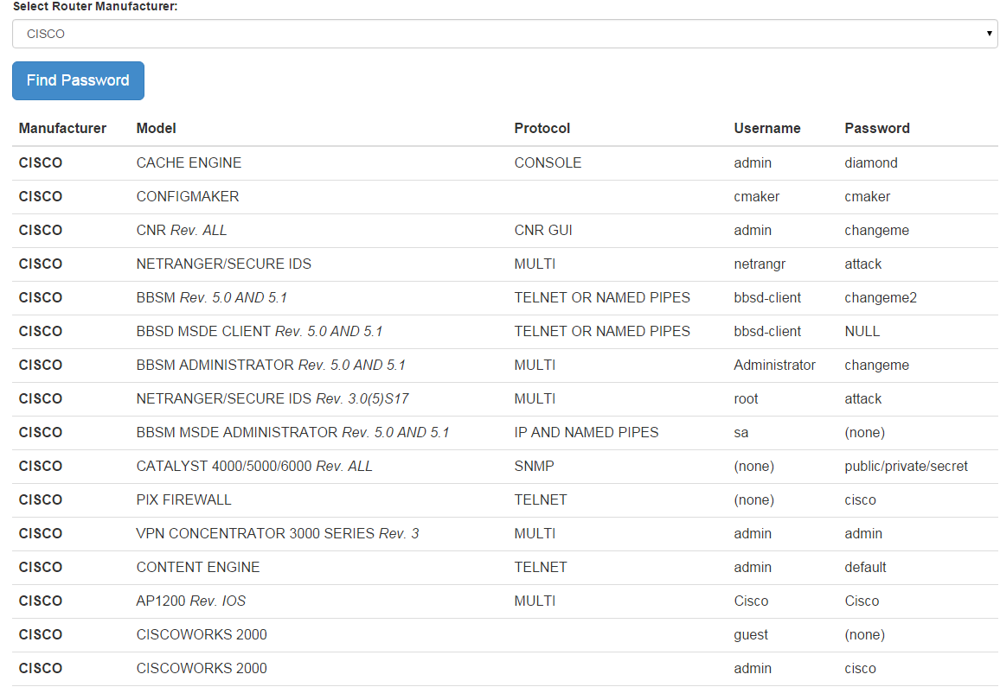 Select Router Manufacturer:
CISCO
Find Password
Manufacturer Model Protocol Username Password
CISCO CACHE ENGINE CONSOLE admin diamond
CISCO CONFIGMAKER cmaker cmaker
CISCO CNR Rev. ALL CNR GUI admin changeme
CISCO NETRANGER/SECURE IDS MULTI netrangr attack
CISCO BBSM Rev. 5.0 AND 5.1 TELNET OR NAMED PIPES bbsd-client changeme2
CISCO BBSD MSDE CLIENT Rev. 5.0 AND 5.1 TELNET OR NAMED PIPES bbsd-client NULL
CISCO BBSM ADMINISTRATOR Rev. 5.0 AND 5.1 MULTI Administrator changeme
CISCO NETRANGER/SECURE IDS Rev. 3.0(5)S17 MULTI root attack
CISCO BBSM MSDE ADMINISTRATOR Rev. 5.0 AND 5.1 IP AND NAMED PIPES sa (none)
CISCO CATALYST 4000/5000/6000 Rev. ALL SNMP (none) public/private/secret
CISCO PIX FIREWALL TELNET (none) cisco
CISCO VPN CONCENTRATOR 3000 SERIES Rev. 3 MULTI admin admin
CISCO CONTENT ENGINE TELNET admin default
CISCO AP1200 Rev. IOS MULTI Cisco Cisco
CISCO CISCOWORKS 2000 guest (none)
CISCO CISCOWORKS 2000 admin cisco